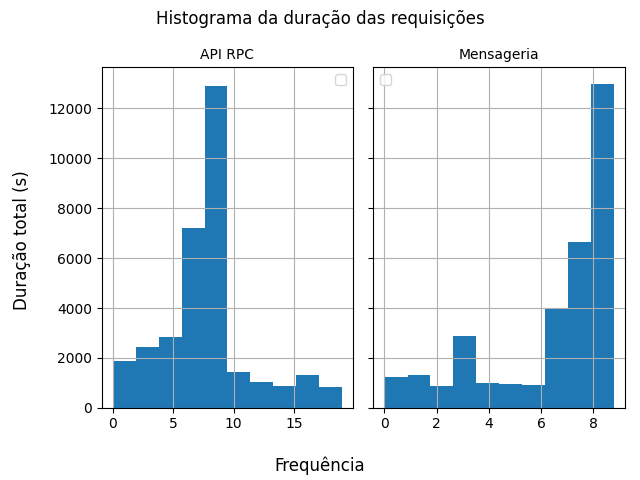 Histograma da duração das requisições
API RPC
Mensageria
Duração total (s)
12000
10000
8000
6000
4000
2000
0
0 5 10 15
0 2 4 6 8
Frequência